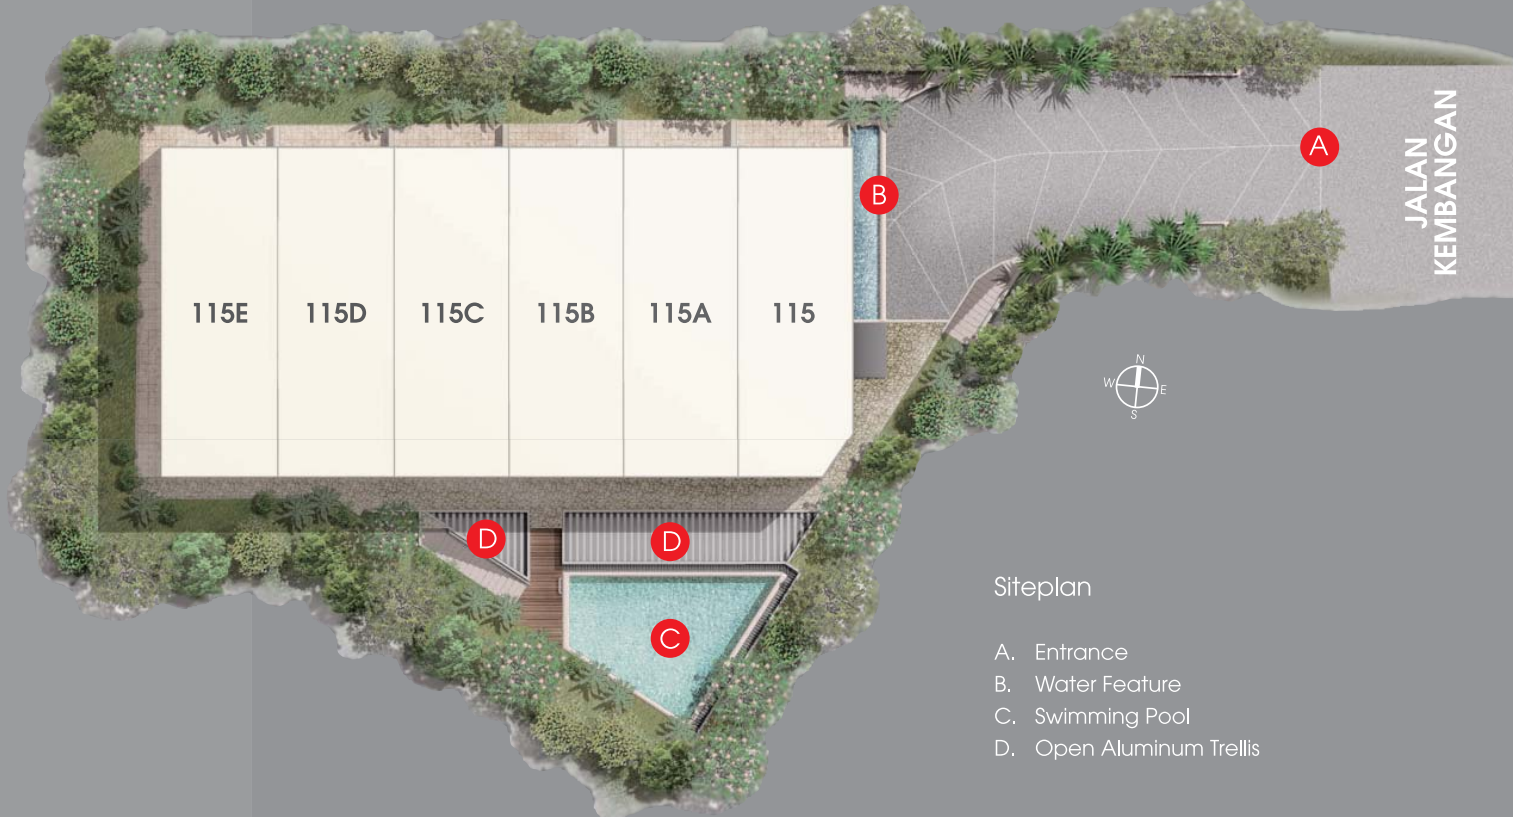 A
JALAN
KEMBANGAN
B
115E
115D
115C
115B
115A
115
N
W
E
S
D
D
C
Siteplan
A. Entrance
B. Water Feature
C. Swimming Pool
D. Open Aluminum Trellis